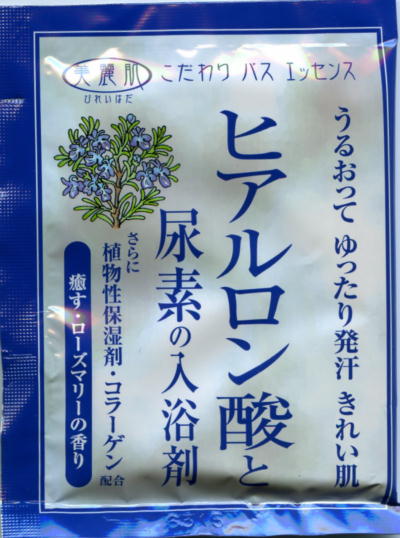 美麗肌
びれいはだ
こだわり バス エッセンス
うるおって ゆったり発汗 きれい肌
ヒアルロン酸と
尿素の入浴剤
さらに
植物性保湿剤・コラーゲン
配合
癒す・ローズマリーの香り